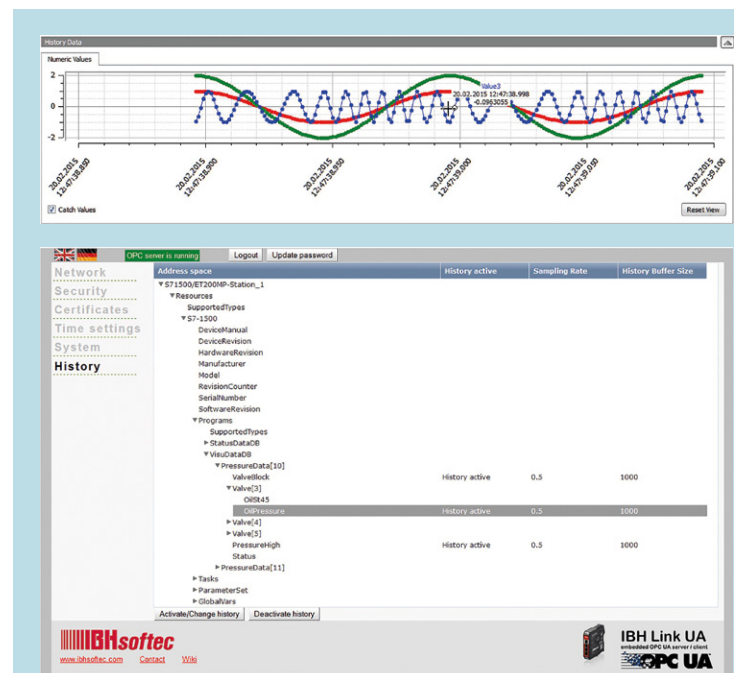 History Data
Numeric Values
2
Value3
20.02.2015 12:47:38.998
-0.0963055
0
-2
20.02.2015 12:47:38.850
20.02.2015 12:47:38.900
20.02.2015 12:47:38.950
20.02.2015 12:47:39.000
20.02.2015 12:47:39.050
20.02.2015 12:47:39.100
Catch Values Reset View
OPC server is running Logout Update password
Network
Security
Certificates
Time settings
System
History
Address space History active Sampling Rate History Buffer Size
S71500/ET200MP-Station_1
Resources
SupportedTypes
S7-1500
DeviceManual
DeviceRevision
HardwareRevision
Manufacturer
Model
RevisionCounter
SerialNumber
SoftwareRevision
Programs
SupportedTypes
StatusDataDB
VisuDataDB
PressureData[10]
ValveBlock History active 0.5 1000
Valve[3]
OilSt45
OilPressure History active 0.5 1000
Valve[4]
Valve[5]
PressureHigh History active 0.5 1000
Status
PressureData[11]
Tasks
ParameterSet
GlobalVars
Activate/Change history Deactivate history
IBHsoftec
www.ibhsoftec.com Contact Wiki
IBH Link UA
embedded OPC UA server / client
OPC UA